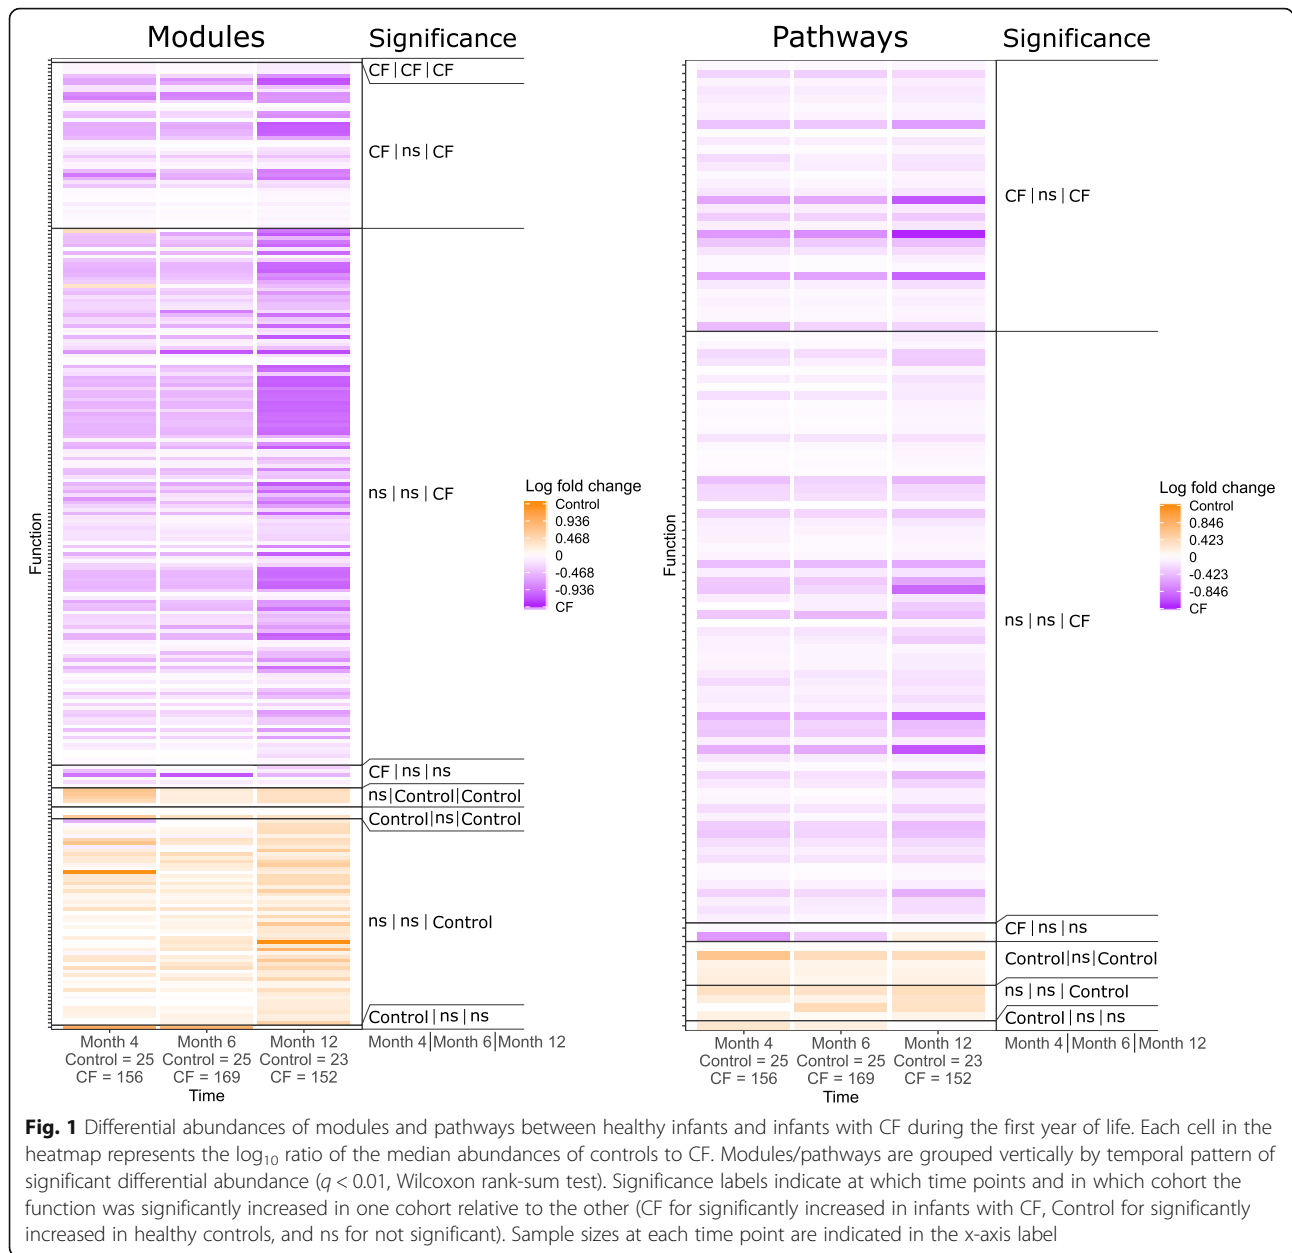 Modules
Significance
CF | CF | CF
CF | ns | CF
ns | ns | CF
CF | ns | ns
ns | Control | Control
Control | ns | Control
ns | ns | Control
Control | ns | ns
Month 4 | Month 6 | Month 12
Function
Log fold change
Control
0.936
0.468
0
-0.468
-0.936
CF
Month 4 Month 6 Month 12
Control = 25 Control = 25 Control = 23
CF = 156 CF = 169 CF = 152
Time
Pathways
Significance
CF | ns | CF
ns | ns | CF
CF | ns | ns
Control | ns | Control
ns | ns | Control
Control | ns | ns
Month 4 | Month 6 | Month 12
Function
Log fold change
Control
0.846
0.423
0
-0.423
-0.846
CF
Month 4 Month 6 Month 12
Control = 25 Control = 25 Control = 23
CF = 156 CF = 169 CF = 152
Time
Fig. 1 Differential abundances of modules and pathways between healthy infants and infants with CF during the first year of life. Each cell in the
heatmap represents the log10 ratio of the median abundances of controls to CF. Modules/pathways are grouped vertically by temporal pattern of
significant differential abundance (q < 0.01, Wilcoxon rank-sum test). Significance labels indicate at which time points and in which cohort the
function was significantly increased in one cohort relative to the other (CF for significantly increased in infants with CF, Control for significantly
increased in healthy controls, and ns for not significant). Sample sizes at each time point are indicated in the x-axis label